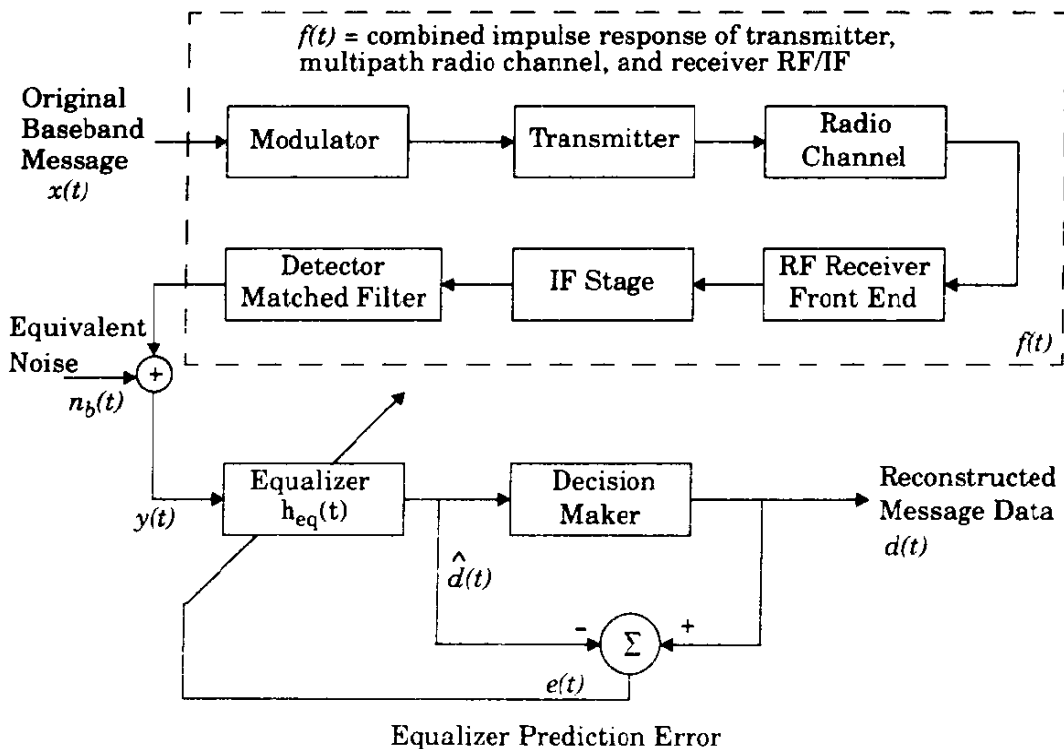 f(t) = combined impulse response of transmitter,
multipath radio channel, and receiver RF/IF
Original
Baseband
Message
x(t)
Modulator
Transmitter
Radio
Channel
Detector
Matched Filter
IF Stage
RF Receiver
Front End
f(t)
Equivalent
Noise
n_b(t)
+
y(t)
Equalizer
h_eq(t)
Decision
Maker
Reconstructed
Message Data
d(t)
d̂(t)
-
Σ
+
e(t)
Equalizer Prediction Error